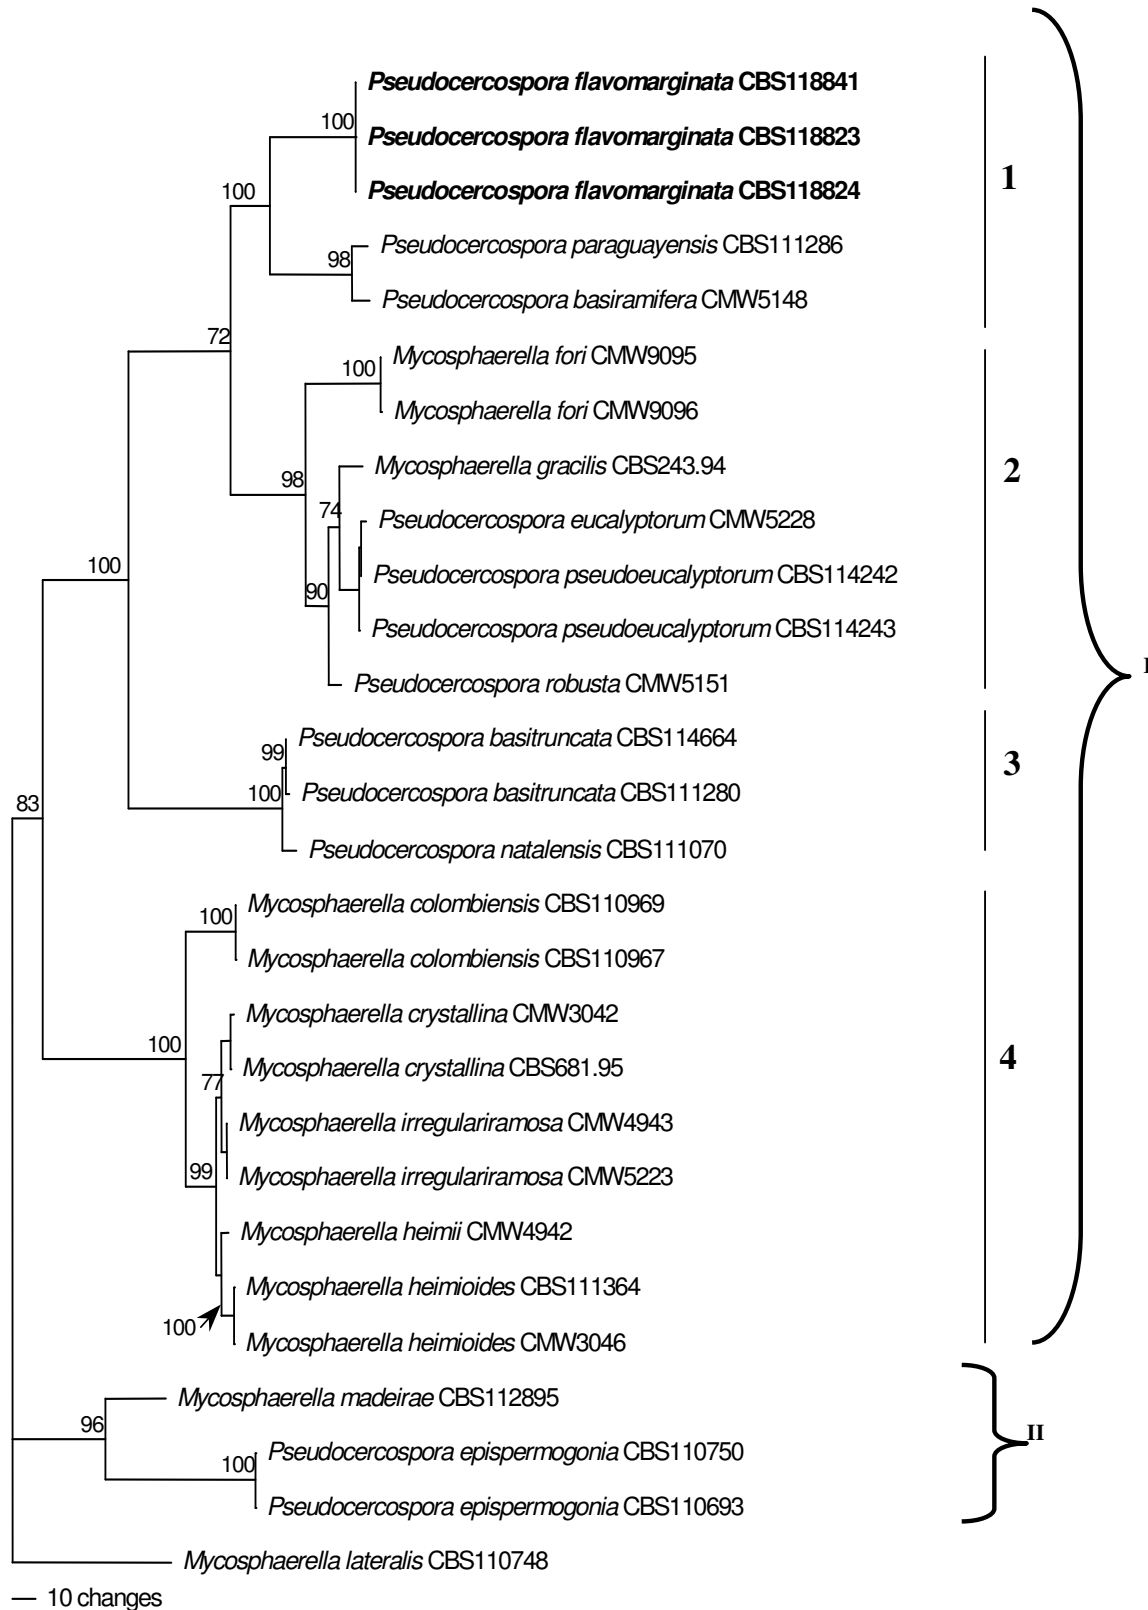 Pseudocercospora flavomarginata CBS118841
100
Pseudocercospora flavomarginata CBS118823
Pseudocercospora flavomarginata CBS118824
1
100
Pseudocercospora paraguayensis CBS111286
98
Pseudocercospora basiramifera CMW5148
72
Mycosphaerella fori CMW9095
100
Mycosphaerella fori CMW9096
Mycosphaerella gracilis CBS243.94
2
98
74
Pseudocercospora eucalyptorum CMW5228
100
Pseudocercospora pseudoeucalyptorum CBS114242
90
Pseudocercospora pseudoeucalyptorum CBS114243
I
Pseudocercospora robusta CMW5151
Pseudocercospora basitruncata CBS114664
99
3
Pseudocercospora basitruncata CBS111280
100
83
Pseudocercospora natalensis CBS111070
Mycosphaerella colombiensis CBS110969
100
Mycosphaerella colombiensis CBS110967
Mycosphaerella crystallina CMW3042
100
4
Mycosphaerella crystallina CBS681.95
77
Mycosphaerella irregulariramosa CMW4943
99
Mycosphaerella irregulariramosa CMW5223
Mycosphaerella heimii CMW4942
Mycosphaerella heimioides CBS111364
100
Mycosphaerella heimioides CMW3046
Mycosphaerella madeirae CBS112895
96
II
Pseudocercospora epispermogonia CBS110750
100
Pseudocercospora epispermogonia CBS110693
Mycosphaerella lateralis CBS110748
10 changes